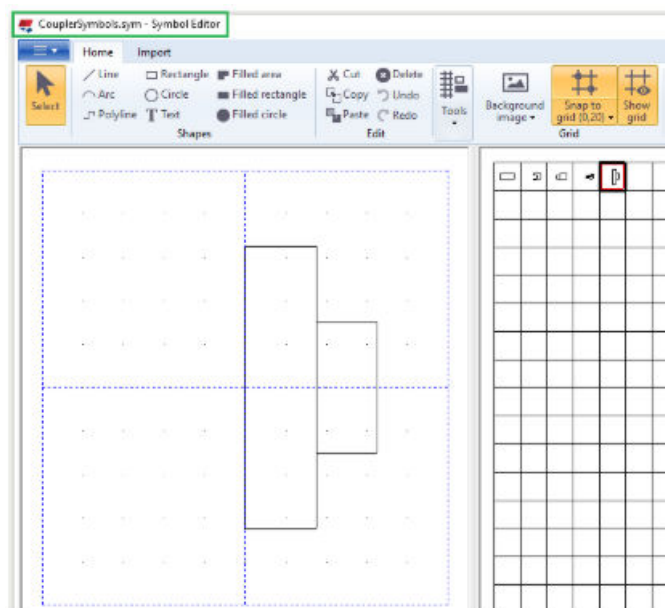 CouplerSymbols.sym - Symbol Editor
Home Import
Line Rectangle Filled area Cut Delete
Select Arc Circle Filled rectangle Copy Undo Tools Background image Snap to grid (0,20) Show grid
Polyline Text Filled circle Paste Redo
Shapes Edit Grid